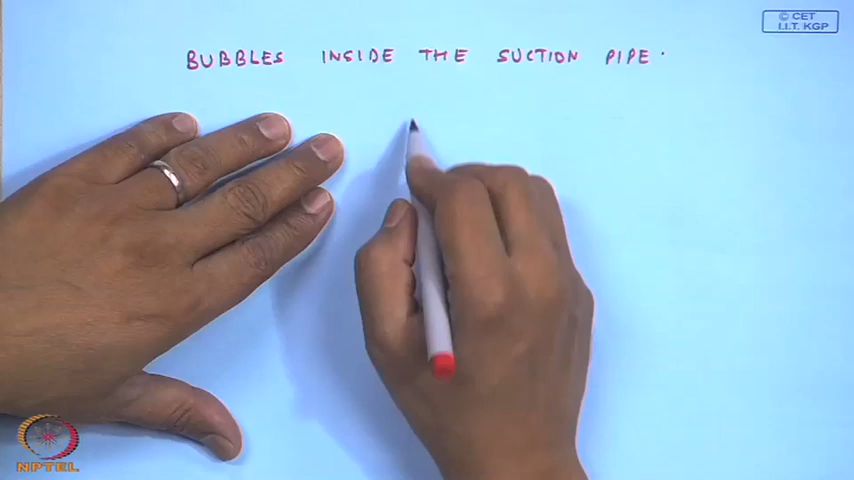 © CET
I.I.T. KGP
BUBBLES INSIDE THE SUCTION PIPE.
NPTEL